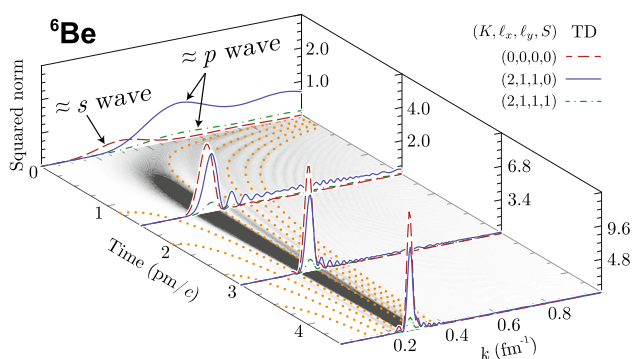 ⁶Be
(K, ℓx, ℓy, S) TD
(0,0,0,0)
(2,1,1,0)
(2,1,1,1)
≈ p wave
≈ s wave
Squared norm
2.0
1.0
4.0
2.0
6.8
3.4
9.6
4.8
0
1
2
3
4
Time (pm/c)
0.2
0.4
0.6
0.8
k (fm⁻¹)